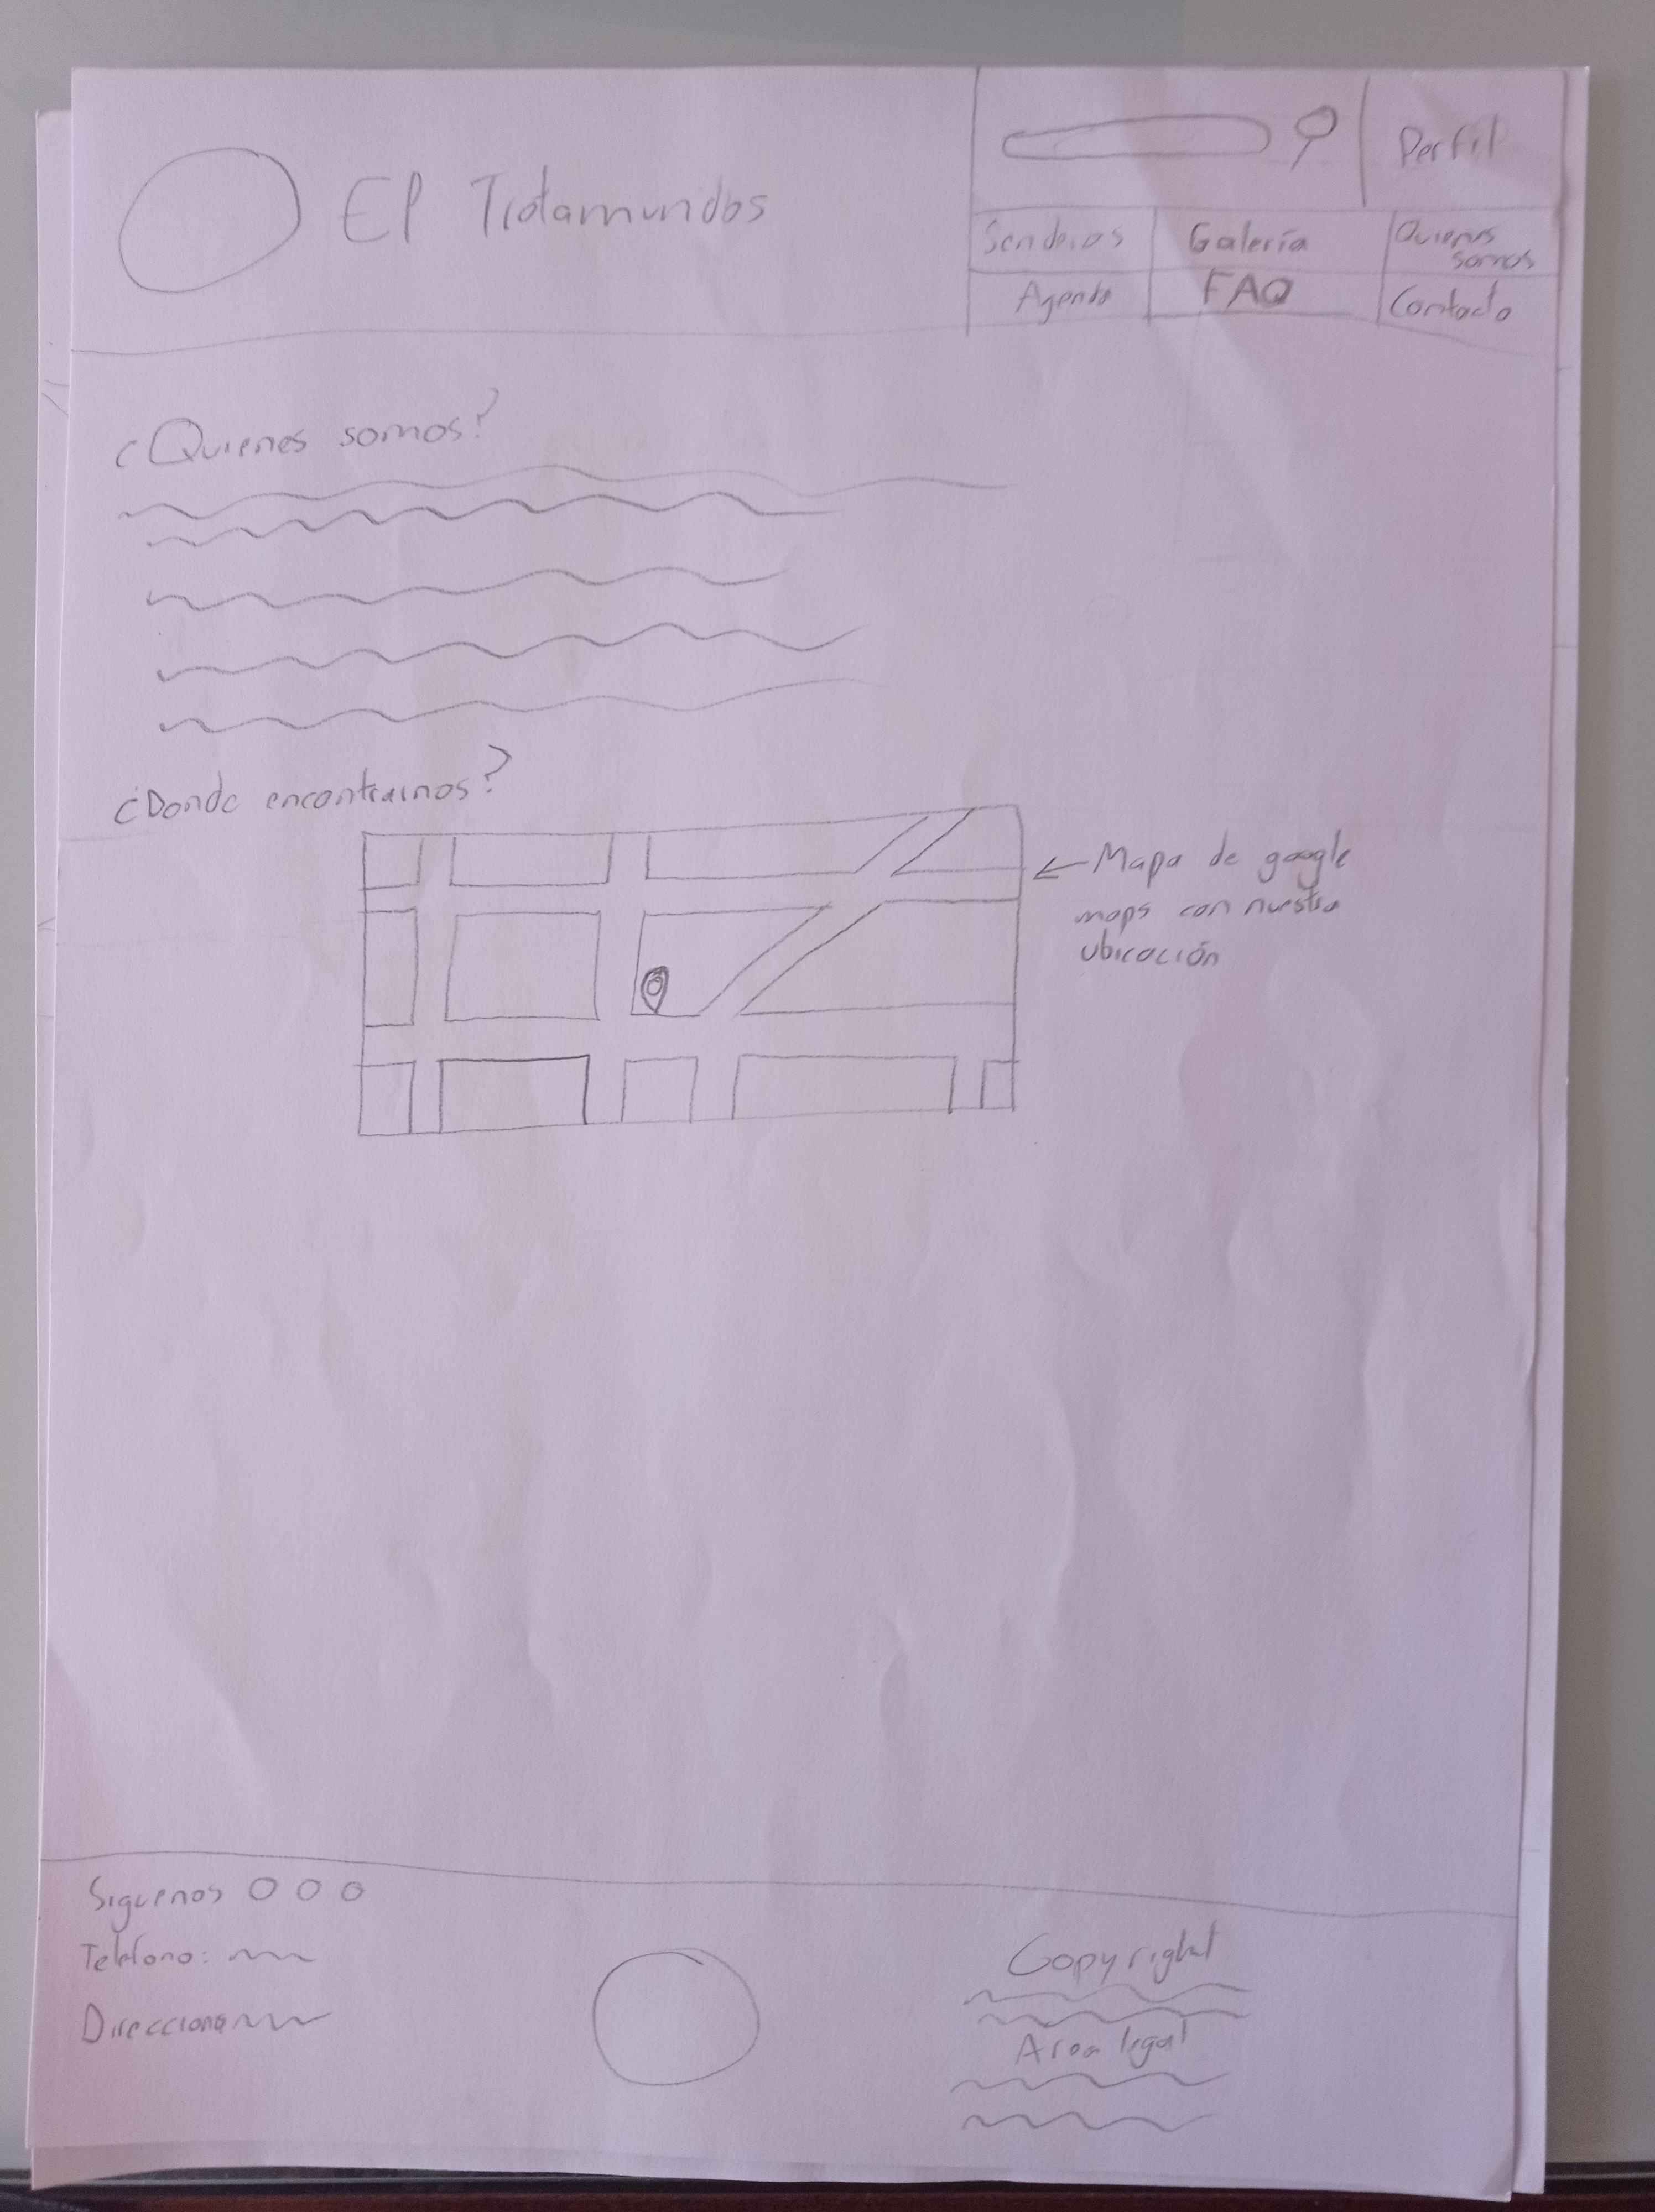 El Trotamundos
Perfil
Senderos
Galería
Quienes
somos
Agenda
FAQ
Contacto
¿Quienes somos?
¿Donde encontrarnos?
Mapa de google
maps con nuestra
ubicación
Siguenos
Telefono:
Direccion:
Copyright
Area legal